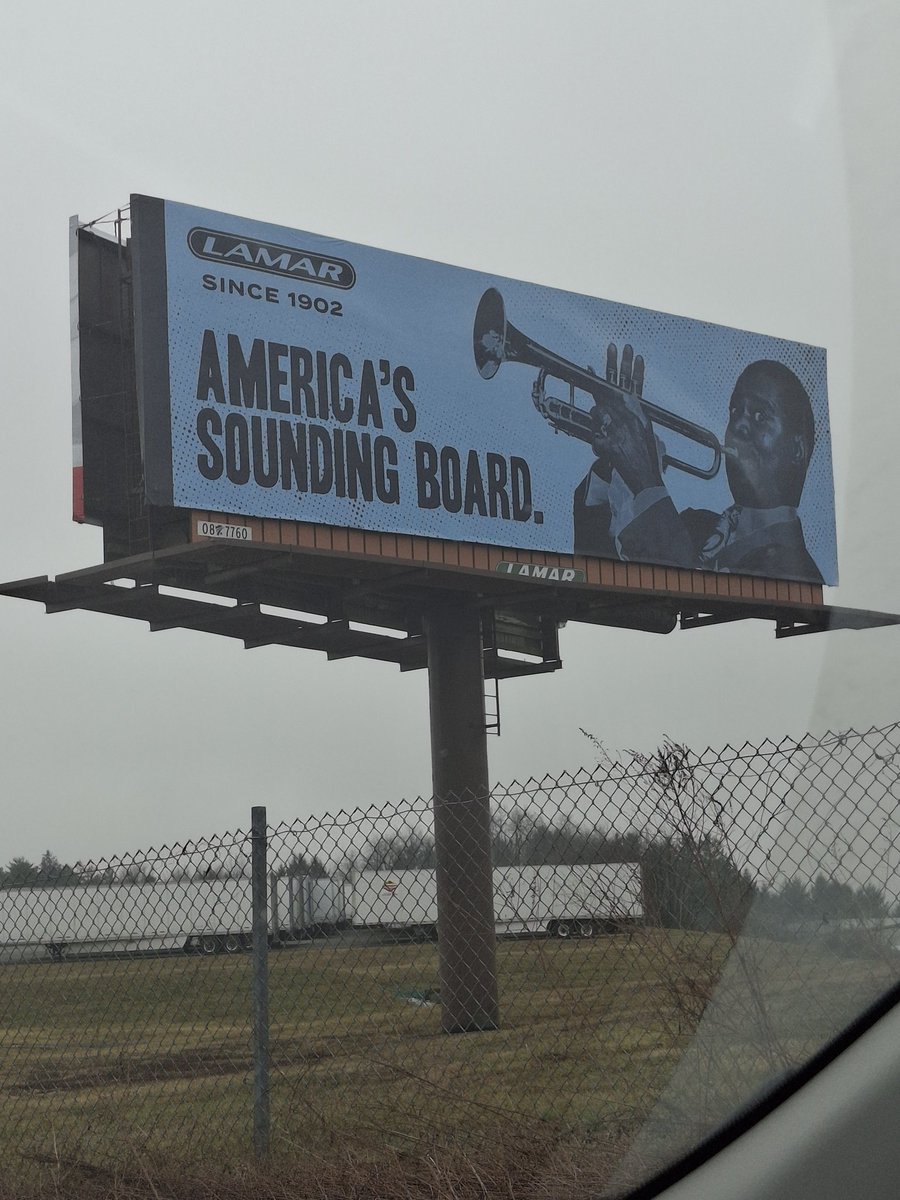 LAMAR
SINCE 1902
AMERICA'S
SOUNDING BOARD.
LAMAR